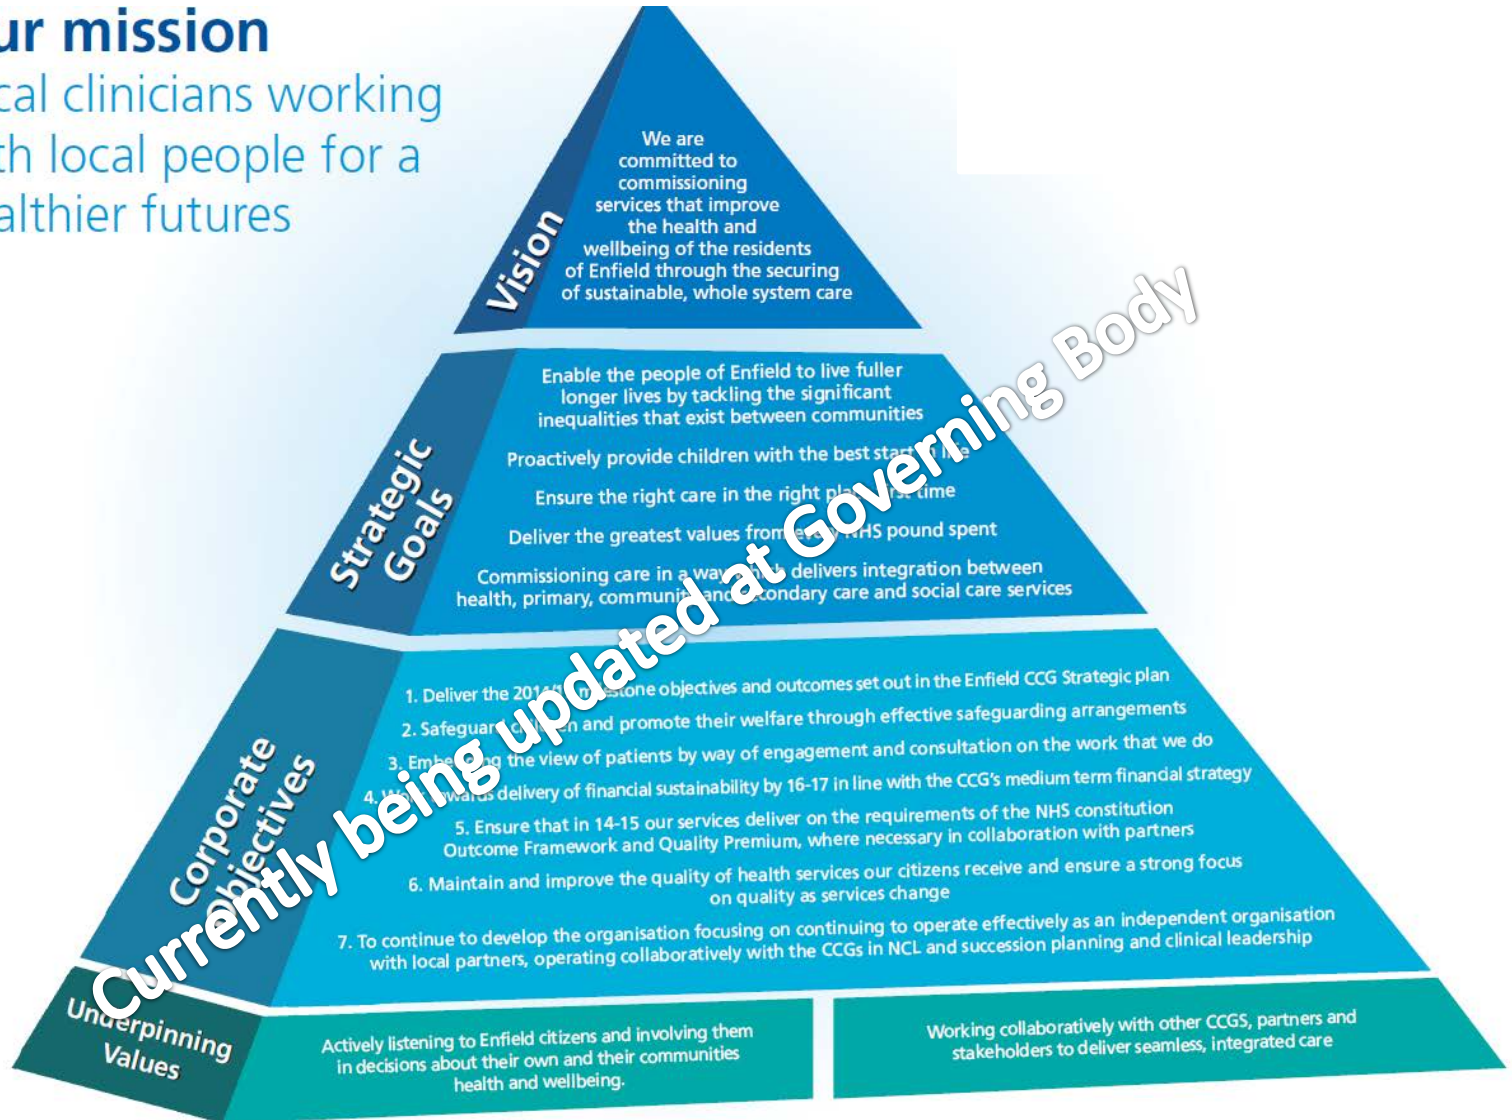 ur mission
cal clinicians working
th local people for a
althier futures
Vision
We are
committed to
commissioning
services that improve
the health and
wellbeing of the residents
of Enfield through the securing
of sustainable, whole system care
Strategic
Goals
Enable the people of Enfield to live fuller
longer lives by tackling the significant
inequalities that exist between communities
Proactively provide children with the best start in life
Ensure the right care in the right place first time
Deliver the greatest values from every NHS pound spent
Commissioning care in a way which delivers integration between
health, primary, community and secondary care and social care services
Corporate
Objectives
1. Deliver the milestone objectives and outcomes set out in the Enfield CCG Strategic plan
2. Safeguard children and promote their welfare through effective safeguarding arrangements
3. Embedding the view of patients by way of engagement and consultation on the work that we do
4. Work towards delivery of financial sustainability by 16-17 in line with the CCG's medium term financial strategy
5. Ensure that in 14-15 our services deliver on the requirements of the NHS constitution
Outcome Framework and Quality Premium, where necessary in collaboration with partners
6. Maintain and improve the quality of health services our citizens receive and ensure a strong focus
on quality as services change
7. To continue to develop the organisation focusing on continuing to operate effectively as an independent organisation
with local partners, operating collaboratively with the CCGs in NCL and succession planning and clinical leadership
Underpinning
Values
Actively listening to Enfield citizens and involving them
in decisions about their own and their communities
health and wellbeing.
Working collaboratively with other CCGS, partners and
stakeholders to deliver seamless, integrated care
Currently being updated at Governing Body